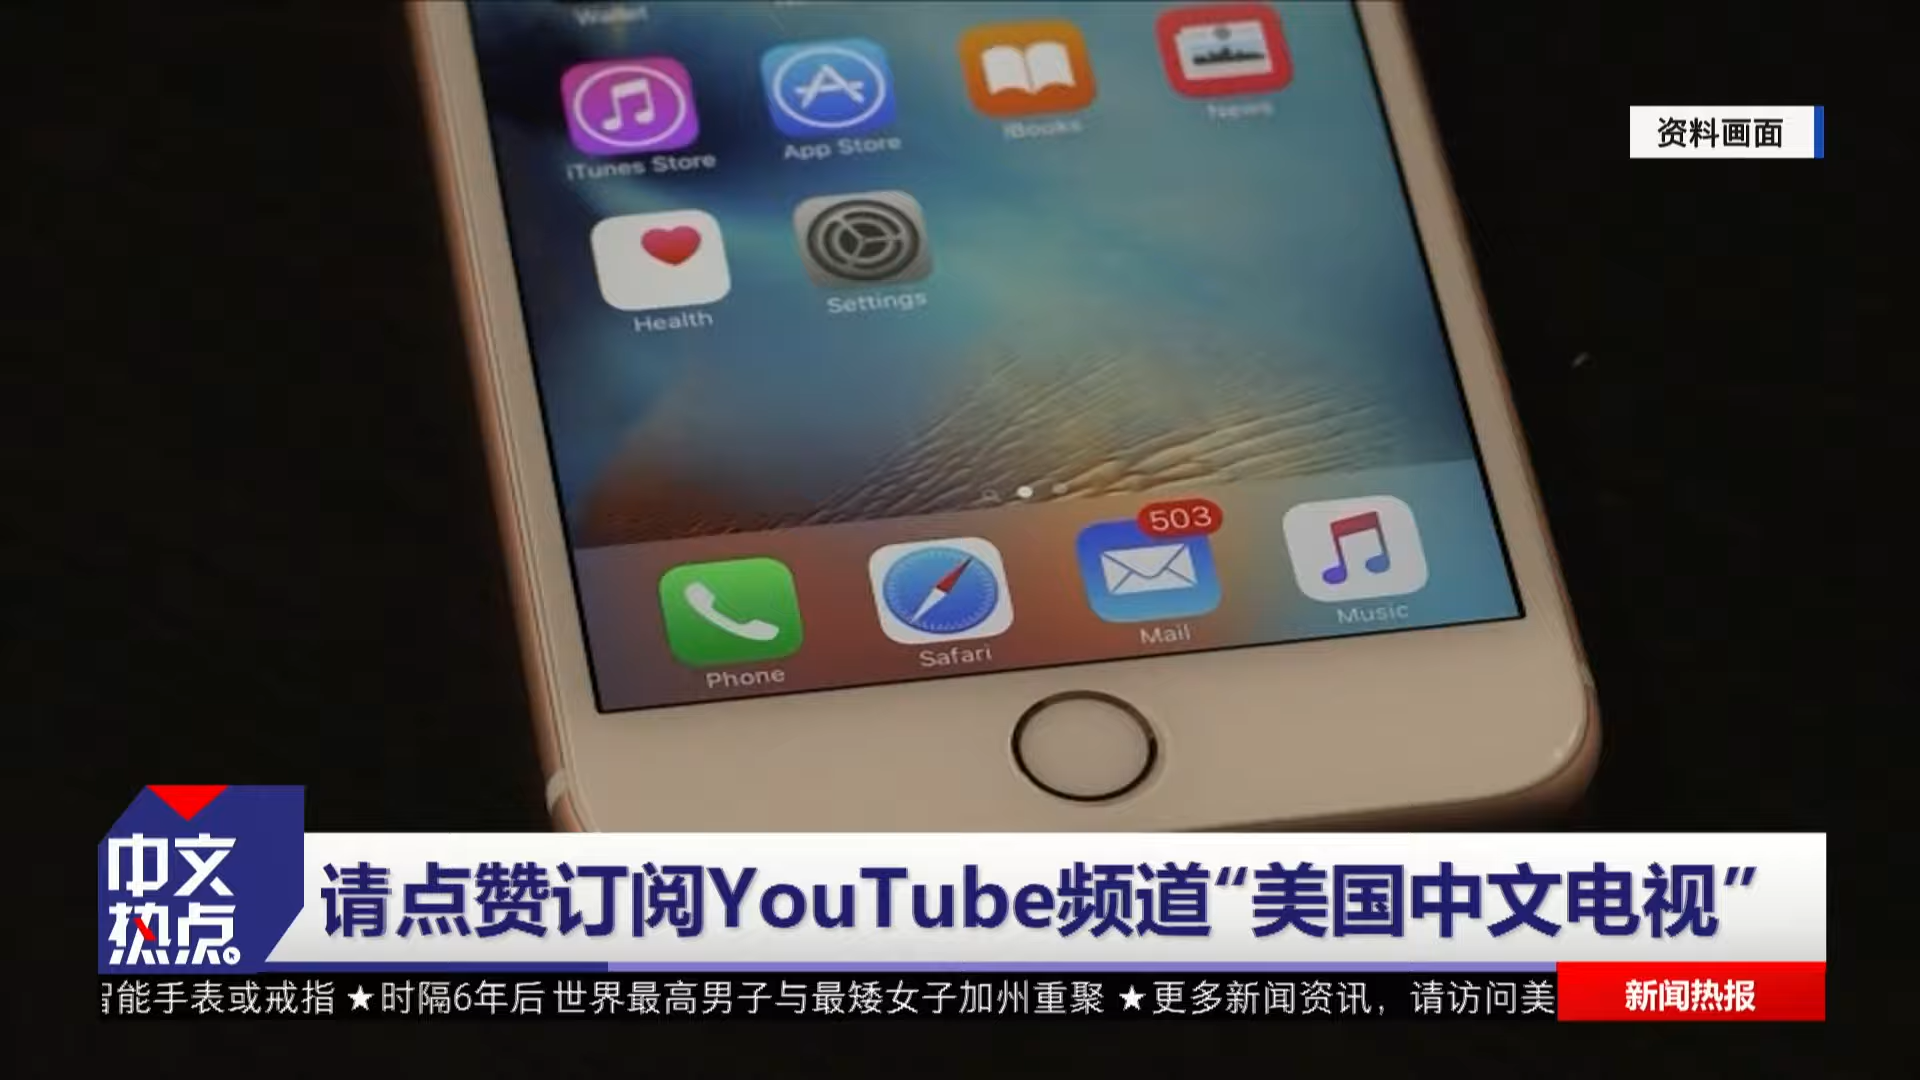 Wallet
iTunes Store
App Store
iBooks
News
资料画面
Health
Settings
503
Phone
Safari
Mail
Music
中文
热点
请点赞订阅YouTube频道“美国中文电视”
智能手表或戒指 ★时隔6年后 世界最高男子与最矮女子加州重聚 ★更多新闻资讯，请访问美
新闻热报